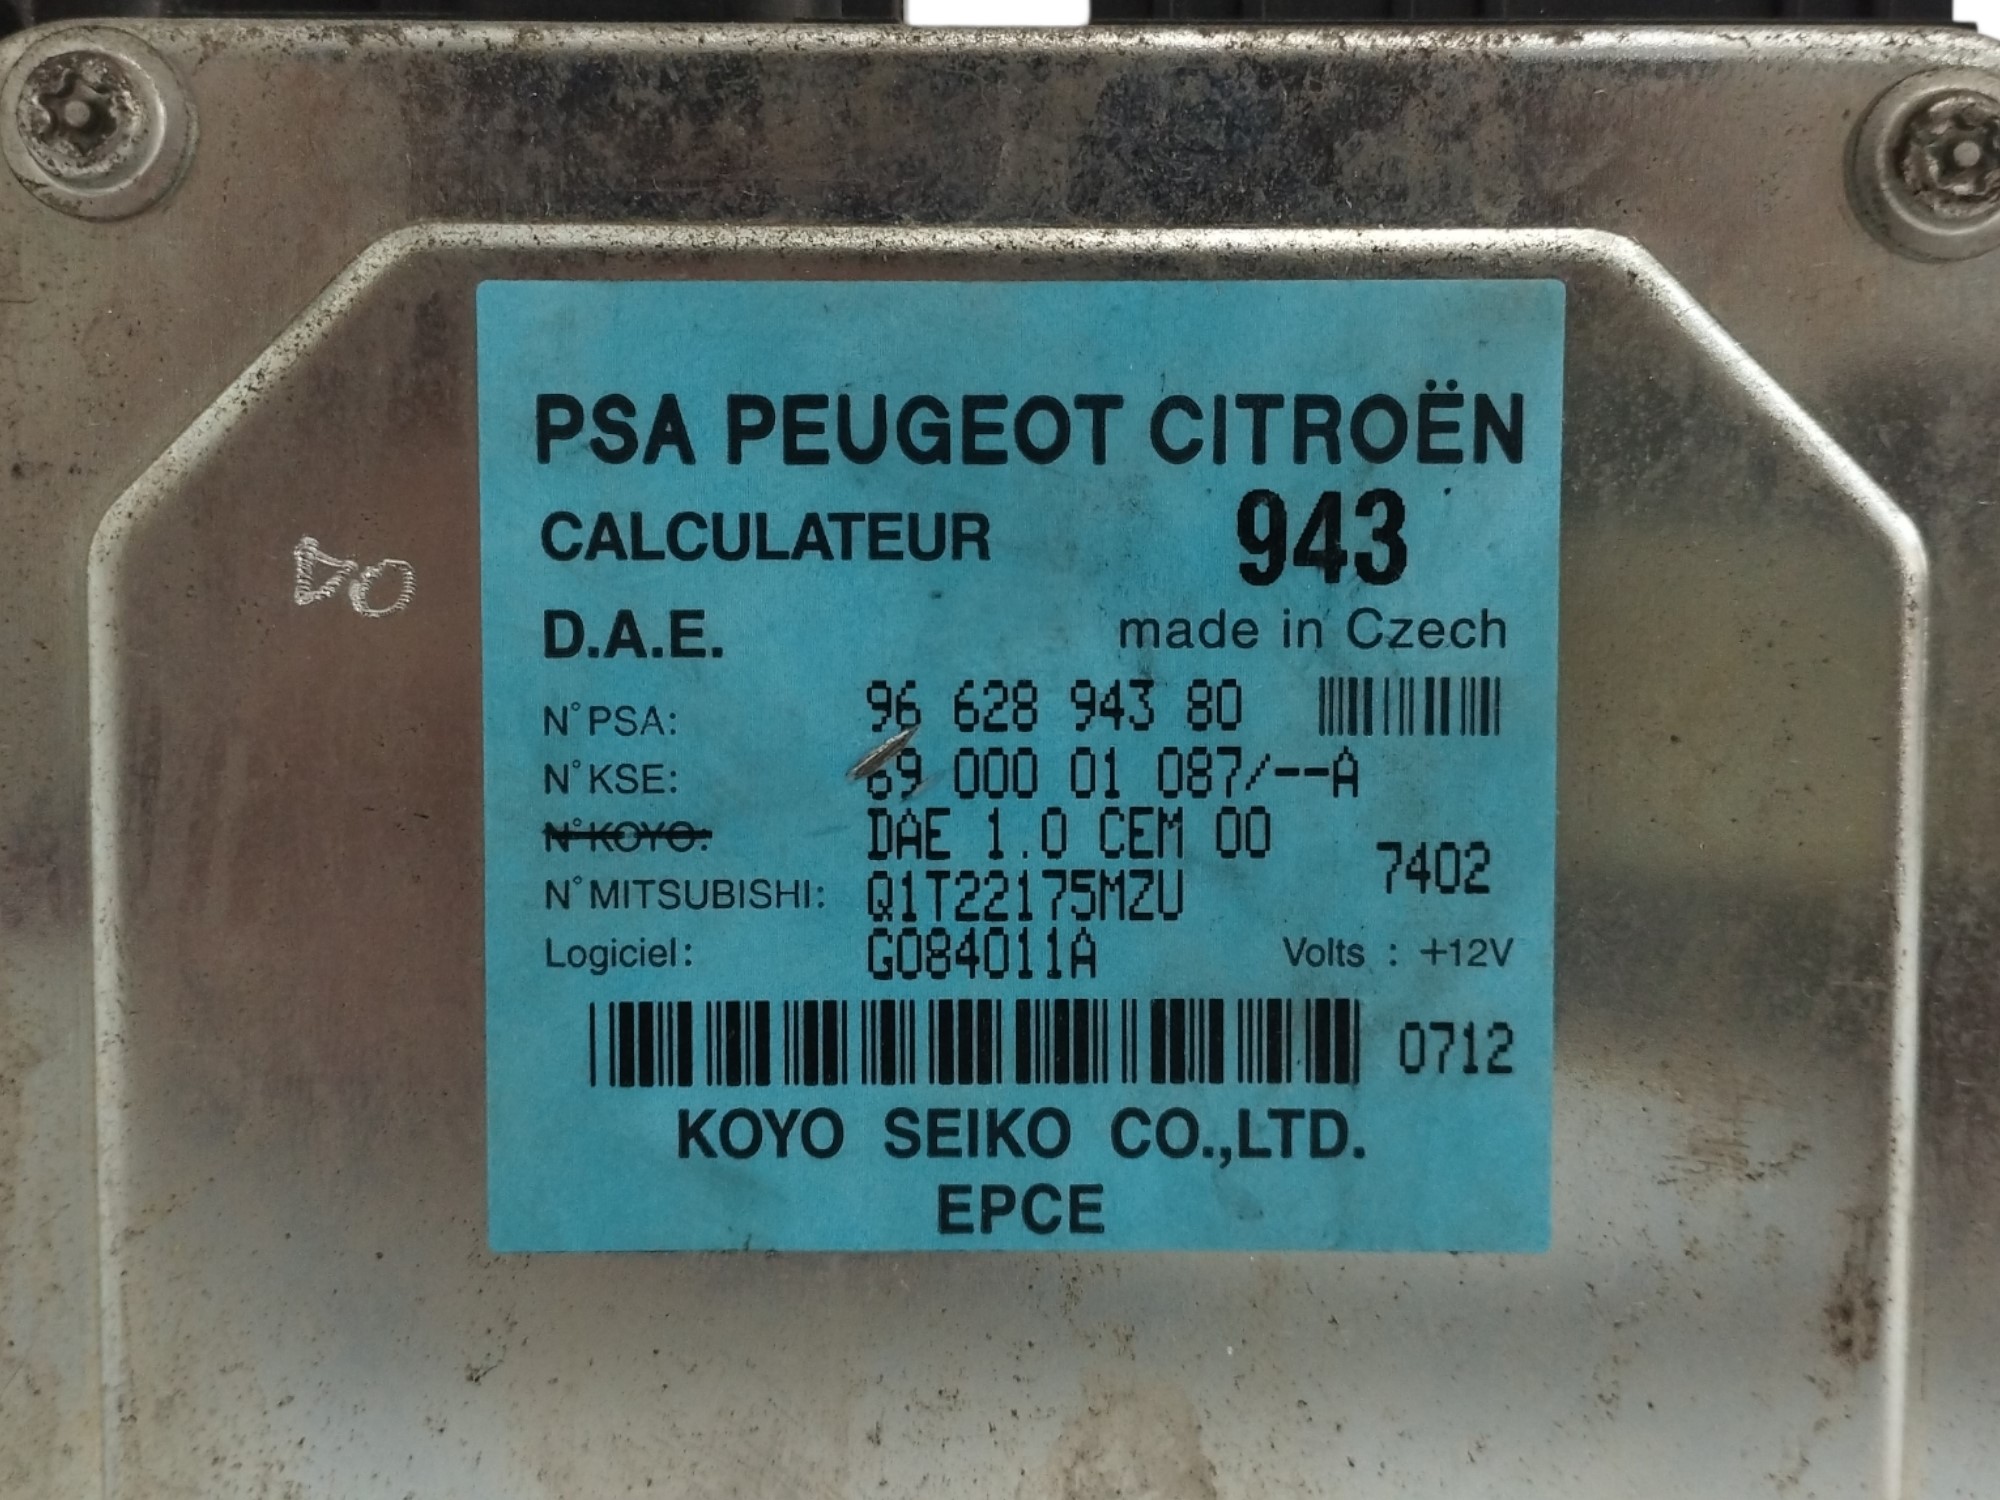 PSA PEUGEOT CITROËN
CALCULATEUR 943
D.A.E. made in Czech
N° PSA: 96 628 943 80
N° KSE: 69 000 01 087/--A
N° KOYO: DAE 1.0 CEM 00
7402
N° MITSUBISHI: Q1T22175MZU
Logiciel: G084011A Volts : +12V
0712
KOYO SEIKO CO.,LTD.
EPCE